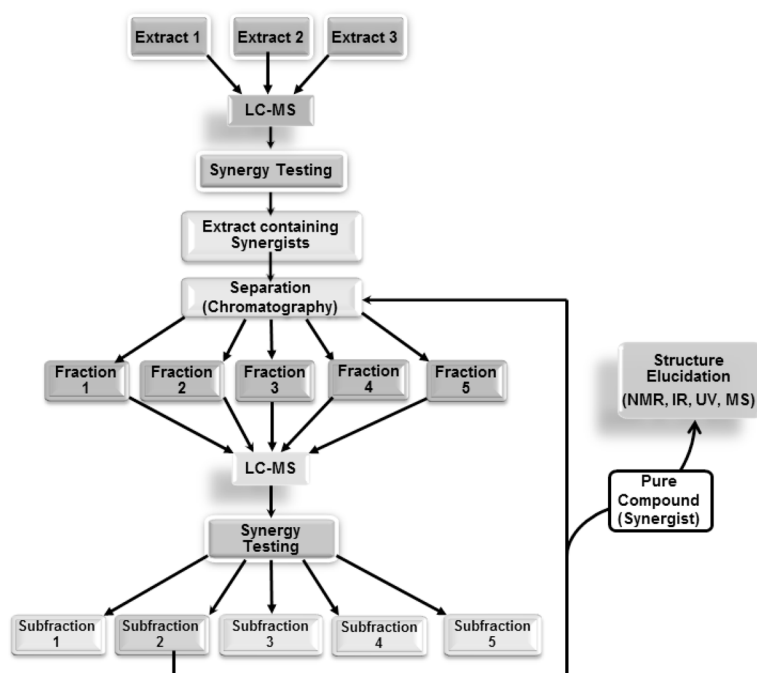 Extract 1
Extract 2
Extract 3
LC-MS
Synergy Testing
Extract containing
Synergists
Separation
(Chromatography)
Fraction
1
Fraction
2
Fraction
3
Fraction
4
Fraction
5
LC-MS
Synergy
Testing
Subfraction
1
Subfraction
2
Subfraction
3
Subfraction
4
Subfraction
5
Structure
Elucidation
(NMR, IR, UV, MS)
Pure
Compound
(Synergist)